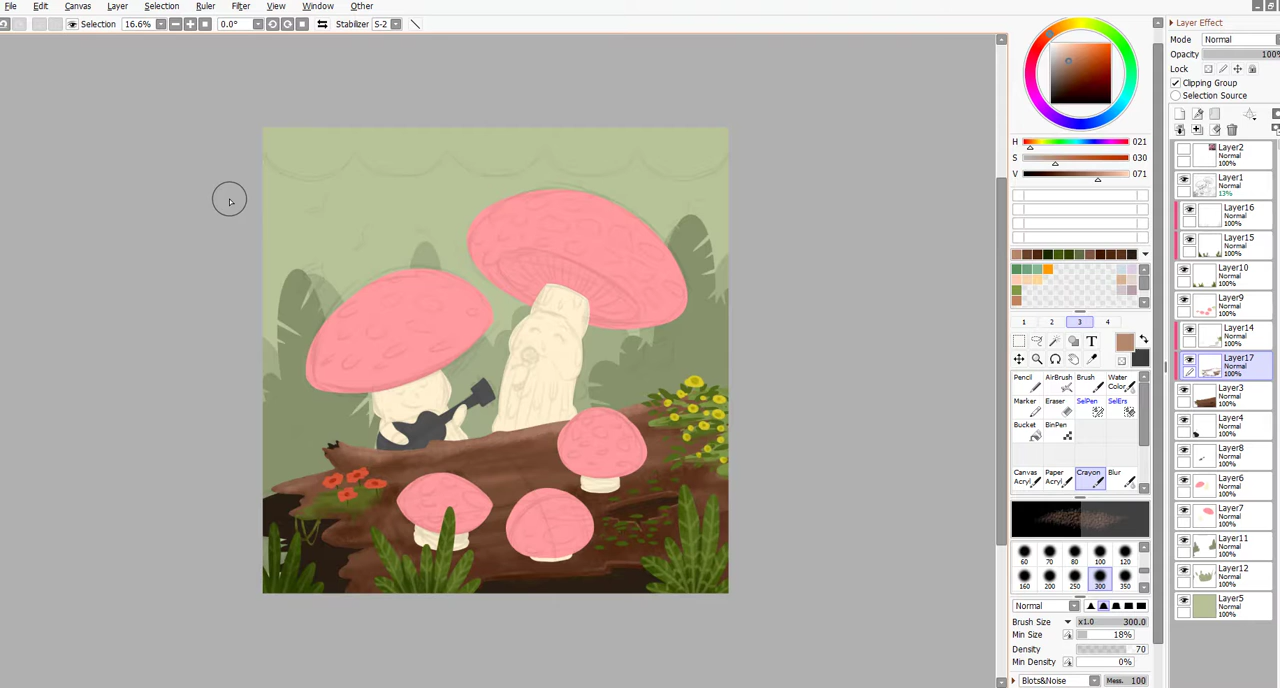 File Edit Canvas Layer Selection Ruler Filter View Window Other
Selection 16.6% 0.0° Stabilizer S-2
H 021
S 030
V 071
1 2 3 4
T
Pencil AirBrush Brush Water Color
Marker Eraser SelPen SelErs
Bucket BinPen
Canvas Acryl Paper Acryl Crayon Blur
60 70 80 100 120
160 200 250 300 350
Normal
Brush Size x1.0 300.0
Min Size 18%
Density 70
Min Density 0%
Blots&Noise Mess. 100
Layer Effect
Mode Normal
Opacity 100%
Lock
Clipping Group
Selection Source
Layer2
Normal
100%
Layer1
Normal
13%
Layer16
Normal
100%
Layer15
Normal
100%
Layer10
Normal
100%
Layer9
Normal
100%
Layer14
Normal
100%
Layer17
Normal
100%
Layer3
Normal
100%
Layer4
Normal
100%
Layer8
Normal
100%
Layer6
Normal
100%
Layer7
Normal
100%
Layer11
Normal
100%
Layer12
Normal
100%
Layer5
Normal
100%